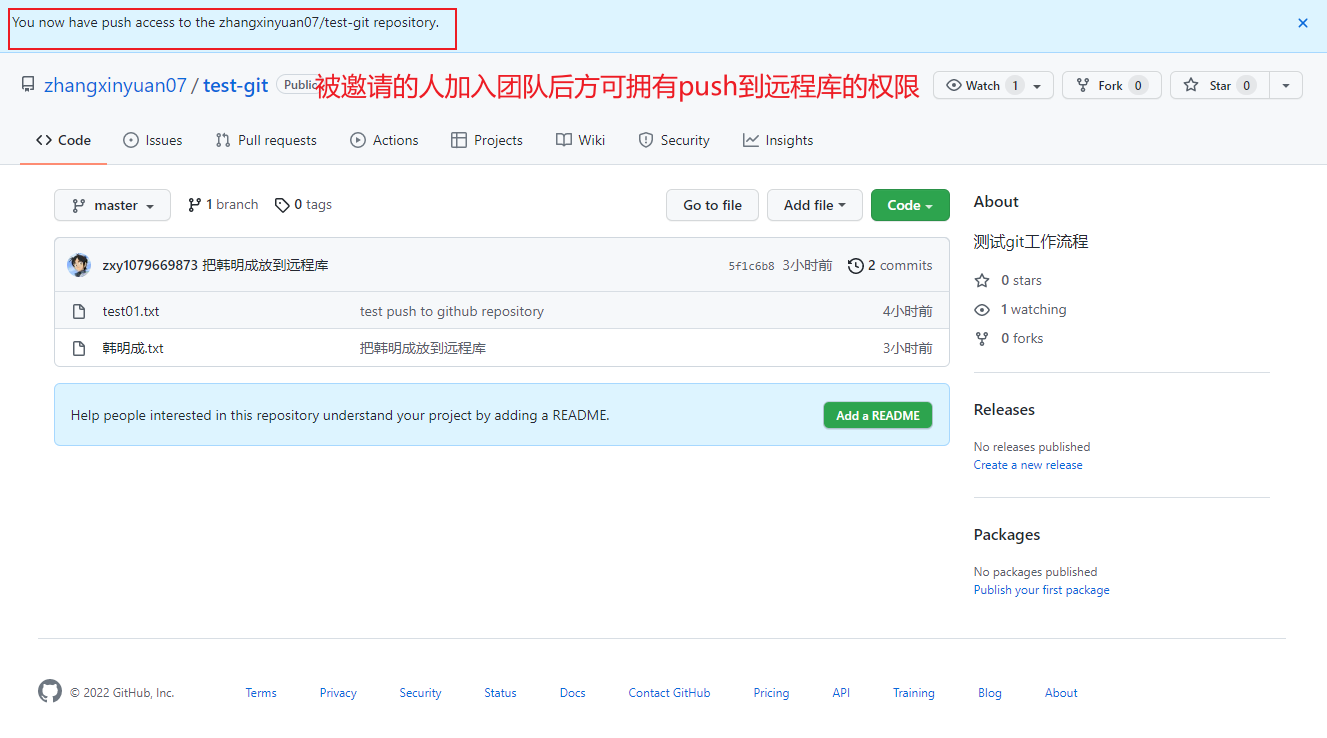 You now have push access to the zhangxinyuan07/test-git repository.
zhangxinyuan07 / test-git Public
被邀请的人加入团队后方可拥有push到远程库的权限
Watch 1
Fork 0
Star 0
Code
Issues
Pull requests
Actions
Projects
Wiki
Security
Insights
master
1 branch
0 tags
Go to file
Add file
Code
zxy1079669873 把韩明成放到远程库
5f1c6b8 3小时前
2 commits
test01.txt
test push to github repository
4小时前
韩明成.txt
把韩明成放到远程库
3小时前
Help people interested in this repository understand your project by adding a README.
Add a README
About
测试git工作流程
0 stars
1 watching
0 forks
Releases
No releases published
Create a new release
Packages
No packages published
Publish your first package
© 2022 GitHub, Inc.
Terms
Privacy
Security
Status
Docs
Contact GitHub
Pricing
API
Training
Blog
About